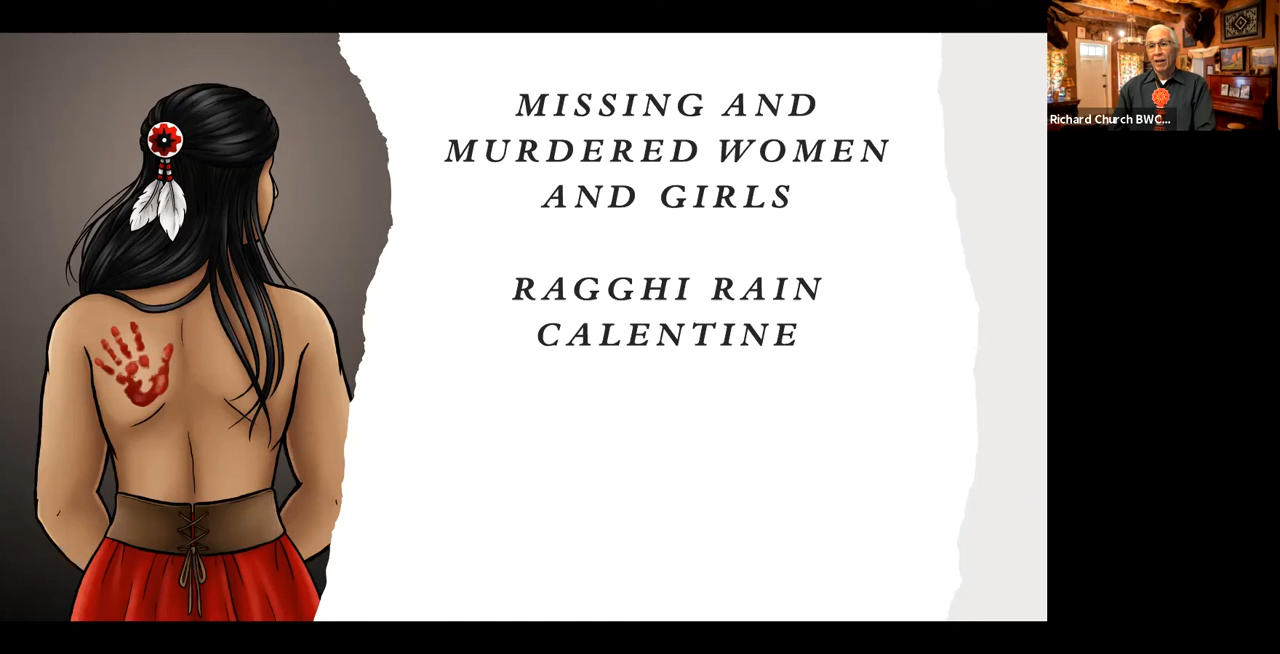 MISSING AND
MURDERED WOMEN
AND GIRLS
RAGGHI RAIN
CALENTINE
Richard Church BWC...